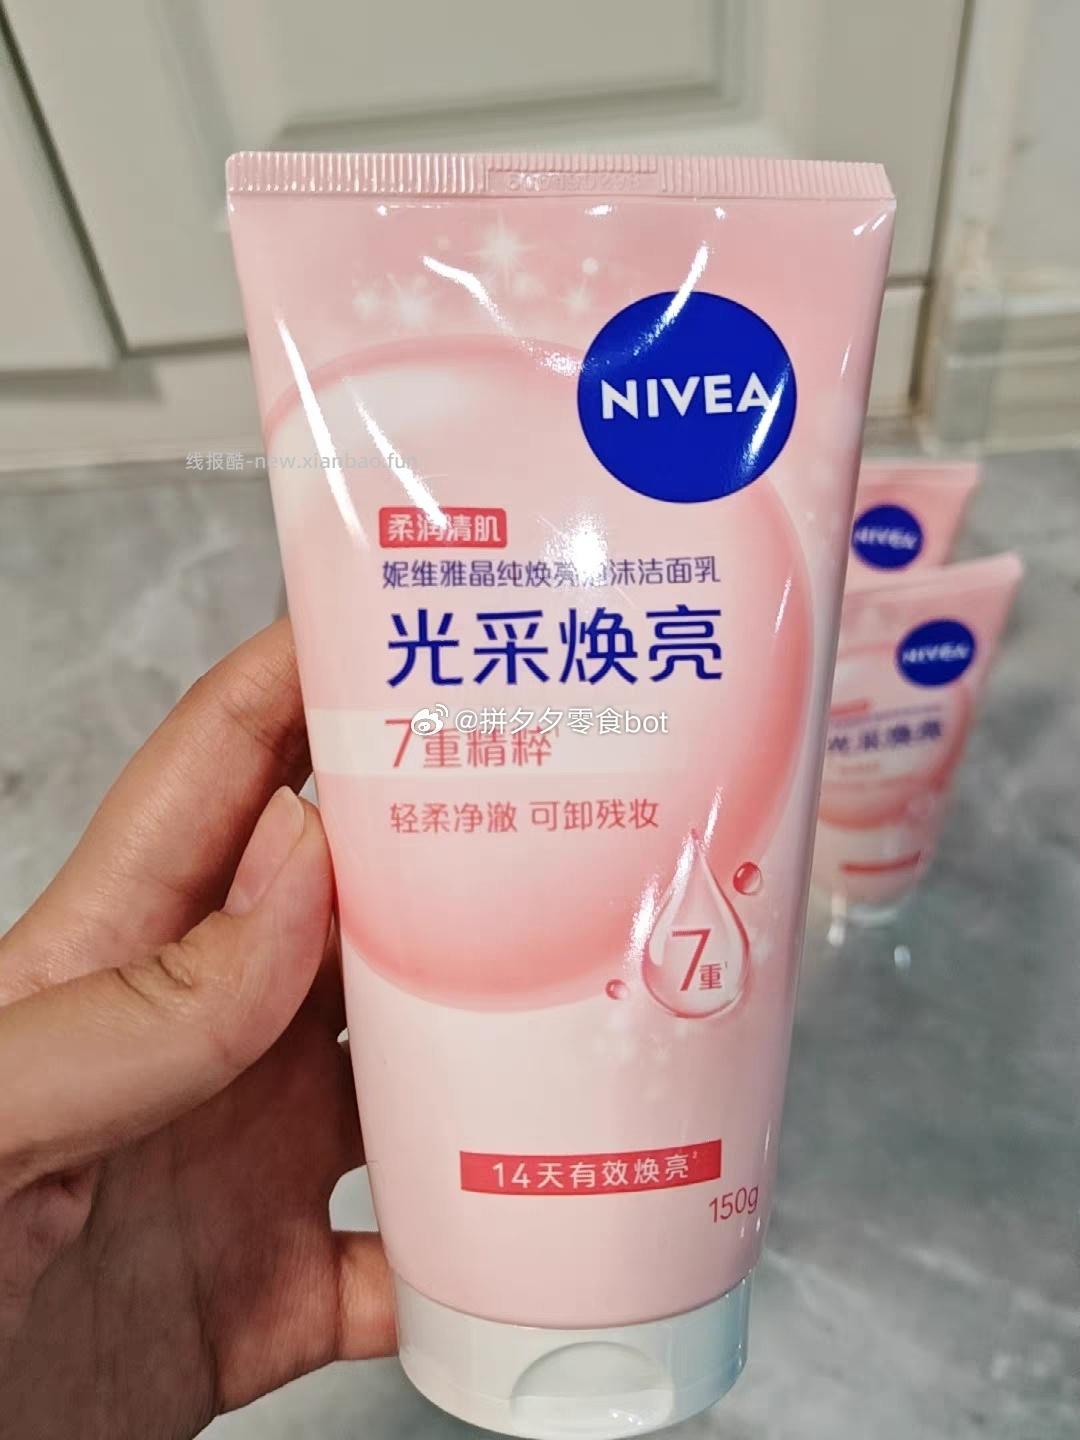 NIVEA
线报酷-new.xianbao.fun
柔润清肌
妮维雅晶纯焕亮泡沫洁面乳
光采焕亮
@拼夕夕零食bot
7重精粹¹
轻柔净澈 可卸残妆
7重¹
14天有效焕亮²
150g
NIVEA
NIVEA
光采焕亮